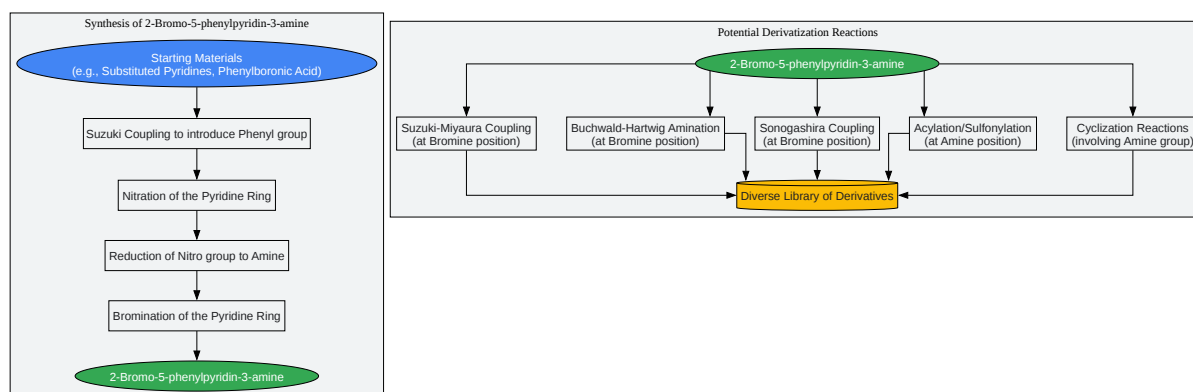 Synthesis of 2-Bromo-5-phenylpyridin-3-amine
Starting Materials
(e.g., Substituted Pyridines, Phenylboronic Acid)
Suzuki Coupling to introduce Phenyl group
Nitration of the Pyridine Ring
Reduction of Nitro group to Amine
Bromination of the Pyridine Ring
2-Bromo-5-phenylpyridin-3-amine
Potential Derivatization Reactions
2-Bromo-5-phenylpyridin-3-amine
Suzuki-Miyaura Coupling
(at Bromine position)
Buchwald-Hartwig Amination
(at Bromine position)
Sonogashira Coupling
(at Bromine position)
Acylation/Sulfonylation
(at Amine position)
Cyclization Reactions
(involving Amine group)
Diverse Library of Derivatives